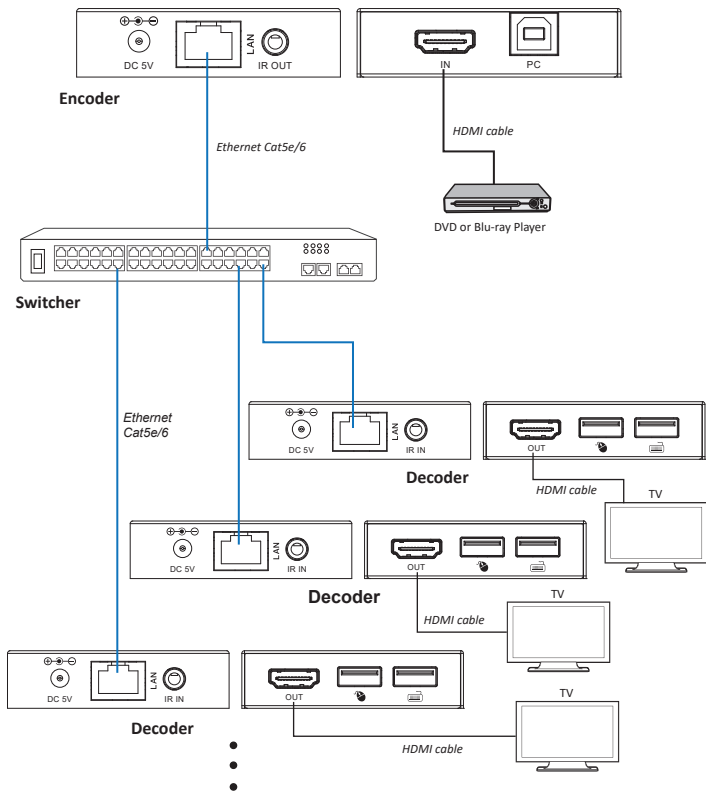 DC 5V
LAN
IR OUT
IN
PC
Encoder
Ethernet Cat5e/6
HDMI cable
DVD or Blu-ray Player
Switcher
Ethernet
Cat5e/6
DC 5V
LAN
IR IN
OUT
Decoder
HDMI cable
TV
DC 5V
LAN
IR IN
OUT
Decoder
HDMI cable
TV
DC 5V
LAN
IR IN
OUT
Decoder
HDMI cable
TV